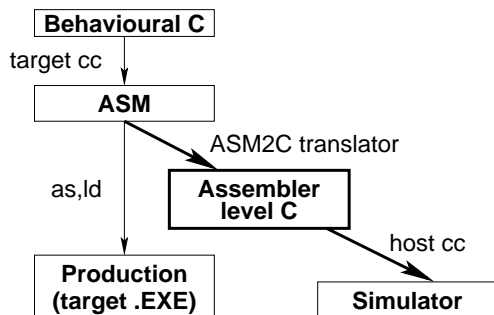 Behavioural C
target cc
ASM
ASM2C translator
as,ld
Assembler
level C
host cc
Production
(target .EXE)
Simulator